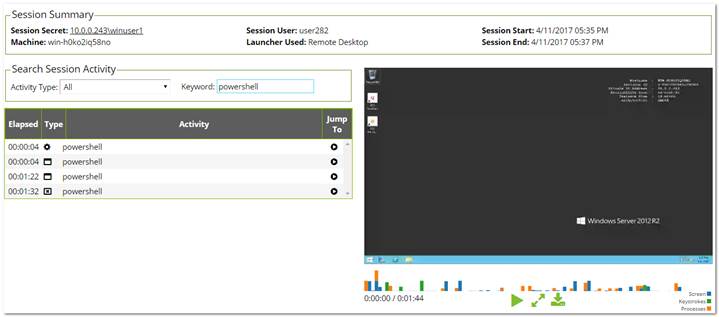 Session Summary
Session Secret: 10.0.0.243\winuser1 Session User: user282 Session Start: 4/11/2017 05:35 PM
Machine: win-h0ko2iq58no Launcher Used: Remote Desktop Session End: 4/11/2017 05:37 PM
Search Session Activity
Activity Type: All Keyword: powershell
Elapsed Type Activity Jump To
00:00:04 powershell
00:00:04 powershell
00:01:22 powershell
00:01:32 powershell
Windows Server 2012 R2
0:00:00 / 0:01:44
Screen
Keystrokes
Processes